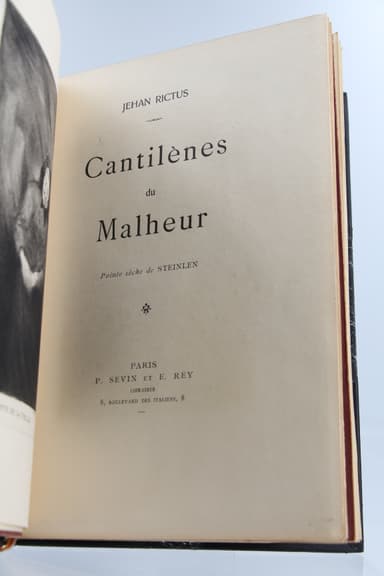 JEHAN RICTUS
Cantilènes
du
Malheur
Pointe sèche de STEINLEN
PARIS
P. SEVIN ET E. REY
LIBRAIRES
8, BOULEVARD DES ITALIENS, 8